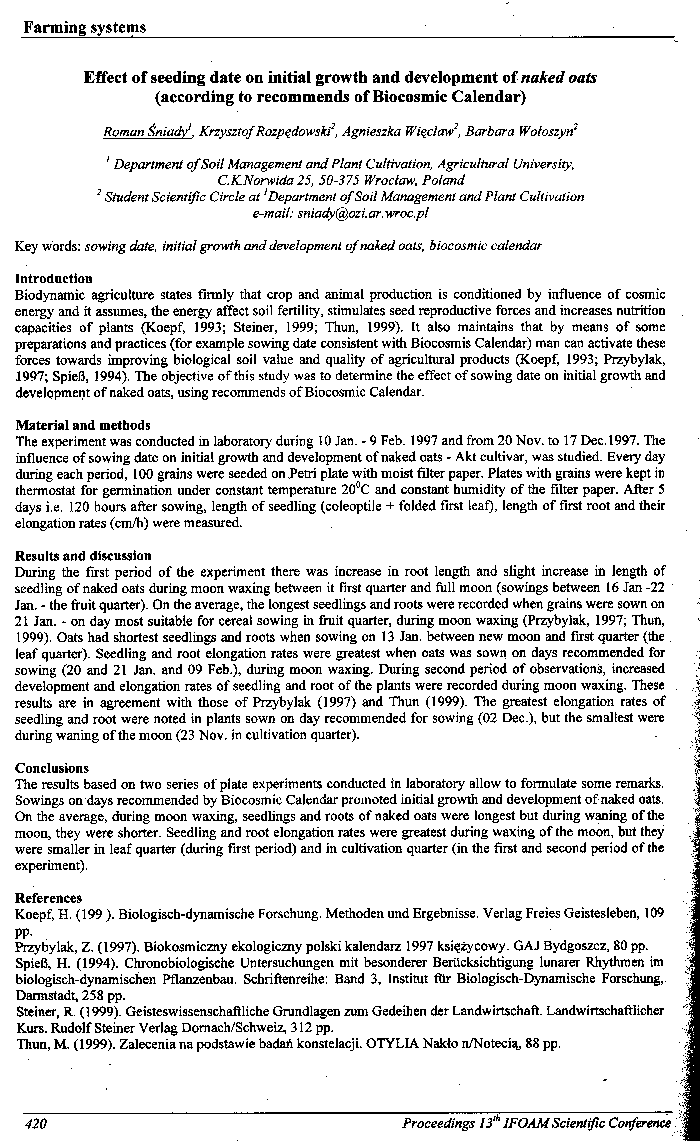 Farming systems
Effect of seeding date on initial growth and development of naked oats
(according to recommends of Biocosmic Calendar)
Roman Śniady¹, Krzysztof Rozpędowski², Agnieszka Więcław², Barbara Wołoszyn²
¹ Department of Soil Management and Plant Cultivation, Agricultural University,
C.K.Norwida 25, 50-375 Wrocław, Poland
² Student Scientific Circle at ¹Department of Soil Management and Plant Cultivation
e-mail: sniady@ozi.ar.wroc.pl
Key words: sowing date, initial growth and development of naked oats, biocosmic calendar
Introduction
Biodynamic agriculture states firmly that crop and animal production is conditioned by influence of cosmic
energy and it assumes, the energy affect soil fertility, stimulates seed reproductive forces and increases nutrition
capacities of plants (Koepf, 1993; Steiner, 1999; Thun, 1999). It also maintains that by means of some
preparations and practices (for example sowing date consistent with Biocosmis Calendar) man can activate these
forces towards improving biological soil value and quality of agricultural products (Koepf, 1993; Przybylak,
1997; Spieß, 1994). The objective of this study was to determine the effect of sowing date on initial growth and
development of naked oats, using recommends of Biocosmic Calendar.
Material and methods
The experiment was conducted in laboratory during 10 Jan. - 9 Feb. 1997 and from 20 Nov. to 17 Dec.1997. The
influence of sowing date on initial growth and development of naked oats - Akt cultivar, was studied. Every day
during each period, 100 grains were seeded on Petri plate with moist filter paper. Plates with grains were kept in
thermostat for germination under constant temperature 20⁰C and constant humidity of the filter paper. After 5
days i.e. 120 hours after sowing, length of seedling (coleoptile + folded first leaf), length of first root and their
elongation rates (cm/h) were measured.
Results and discussion
During the first period of the experiment there was increase in root length and slight increase in length of
seedling of naked oats during moon waxing between it first quarter and full moon (sowings between 16 Jan -22
Jan. - the fruit quarter). On the average, the longest seedlings and roots were recorded when grains were sown on
21 Jan. - on day most suitable for cereal sowing in fruit quarter, during moon waxing (Przybylak, 1997; Thun,
1999). Oats had shortest seedlings and roots when sowing on 13 Jan. between new moon and first quarter (the
leaf quarter). Seedling and root elongation rates were greatest when oats was sown on days recommended for
sowing (20 and 21 Jan. and 09 Feb.), during moon waxing. During second period of observations, increased
development and elongation rates of seedling and root of the plants were recorded during moon waxing. These
results are in agreement with those of Przybylak (1997) and Thun (1999). The greatest elongation rates of
seedling and root were noted in plants sown on day recommended for sowing (02 Dec.), but the smallest were
during waning of the moon (23 Nov. in cultivation quarter).
Conclusions
The results based on two series of plate experiments conducted in laboratory allow to formulate some remarks.
Sowings on days recommended by Biocosmic Calendar promoted initial growth and development of naked oats.
On the average, during moon waxing, seedlings and roots of naked oats were longest but during waning of the
moon, they were shorter. Seedling and root elongation rates were greatest during waxing of the moon, but they
were smaller in leaf quarter (during first period) and in cultivation quarter (in the first and second period of the
experiment).
References
Koepf, H. (199 ). Biologisch-dynamische Forschung. Methoden und Ergebnisse. Verlag Freies Geistesleben, 109
pp.
Przybylak, Z. (1997). Biokosmiczny ekologiczny polski kalendarz 1997 księżycowy. GAJ Bydgoszcz, 80 pp.
Spieß, H. (1994). Chronobiologische Untersuchungen mit besonderer Berücksichtigung lunarer Rhythmen im
biologisch-dynamischen Pflanzenbau. Schriftenreihe: Band 3, Institut für Biologisch-Dynamische Forschung,
Darmstadt, 258 pp.
Steiner, R. (1999). Geisteswissenschaftliche Grundlagen zum Gedeihen der Landwirtschaft. Landwirtschaftlicher
Kurs. Rudolf Steiner Verlag Dornach/Schweiz, 312 pp.
Thun, M. (1999). Zalecenia na podstawie badań konstelacji. OTYLIA Nakło n/Notecią, 88 pp.
420
Proceedings 13th IFOAM Scientific Conference